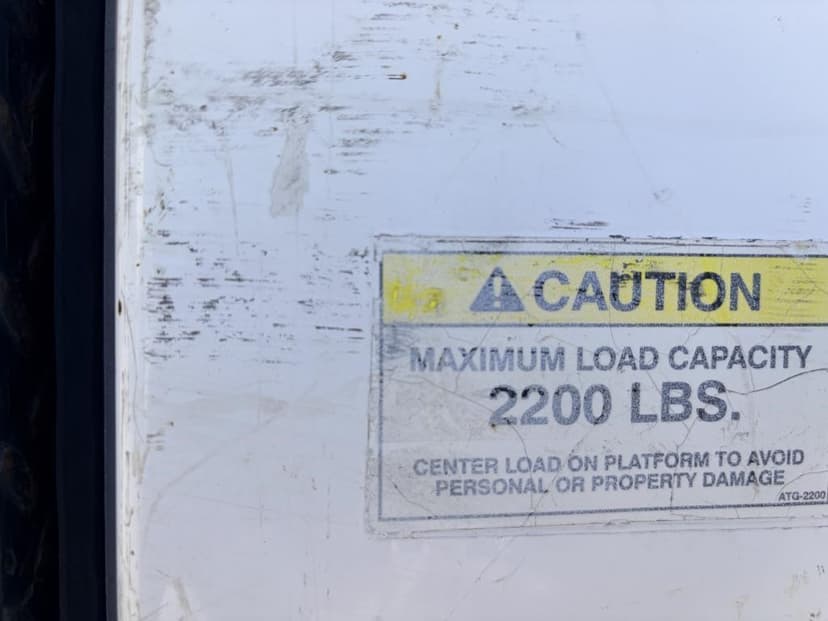 CAUTION
MAXIMUM LOAD CAPACITY
2200 LBS.
CENTER LOAD ON PLATFORM TO AVOID
PERSONAL OR PROPERTY DAMAGE
ATG-2200